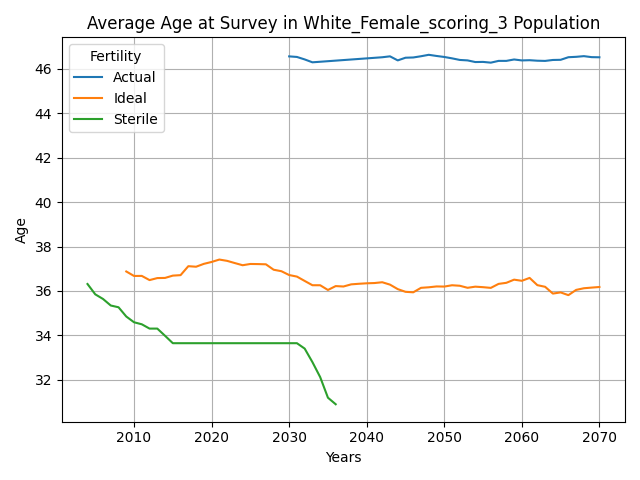 Average Age at Survey in White_Female_scoring_3 Population
Fertility
Actual
Ideal
Sterile
Age
46
44
42
40
38
36
34
32
2010
2020
2030
2040
2050
2060
2070
Years